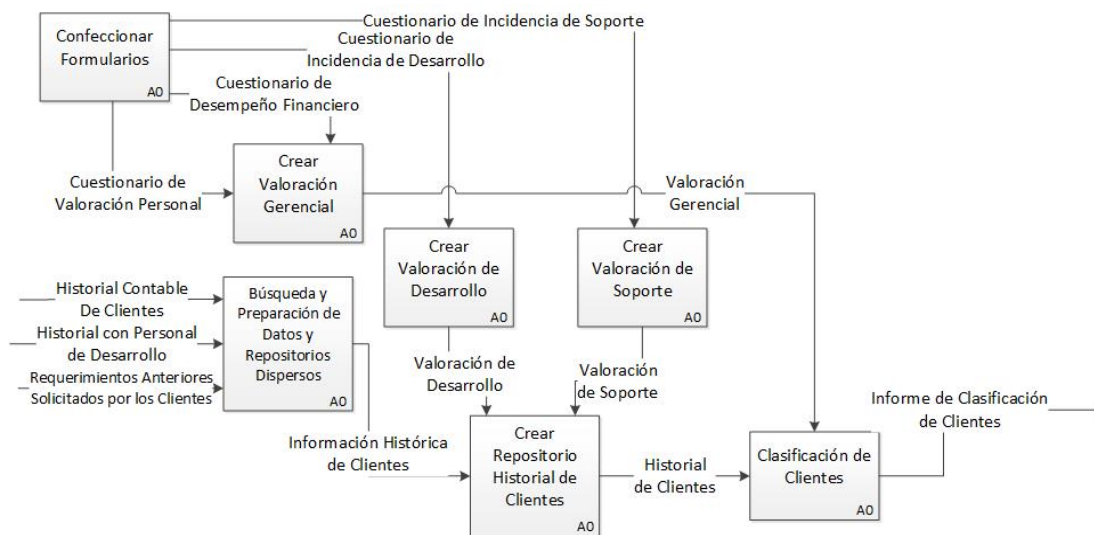 Confeccionar
Formularios
A0
Cuestionario de Incidencia de Soporte
Cuestionario de
Incidencia de Desarrollo
Cuestionario de
Desempeño Financiero
Cuestionario de
Valoración Personal
Crear
Valoración
Gerencial
A0
Valoración
Gerencial
Crear
Valoración de
Desarrollo
A0
Crear
Valoración de
Soporte
A0
Historial Contable
De Clientes
Historial con Personal
de Desarrollo
Requerimientos Anteriores
Solicitados por los Clientes
Búsqueda y
Preparación de
Datos y
Repositorios
Dispersos
A0
Valoración de
Desarrollo
Valoración
de Soporte
Información Histórica
de Clientes
Crear
Repositorio
Historial de
Clientes
A0
Historial
de Clientes
Clasificación de
Clientes
A0
Informe de Clasificación
de Clientes